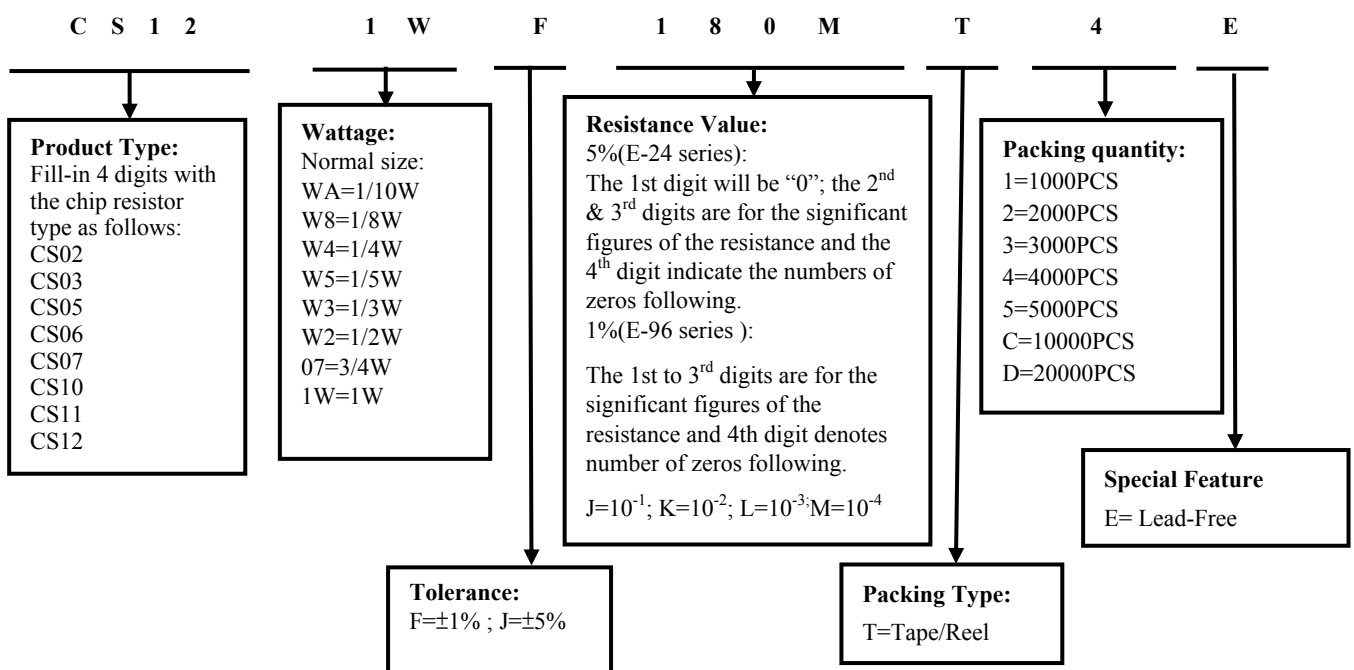 C S 1 2 1 W F 1 8 0 M T 4 E
Product Type:
Fill-in 4 digits with
the chip resistor
type as follows:
CS02
CS03
CS05
CS06
CS07
CS10
CS11
CS12
Wattage:
Normal size:
WA=1/10W
W8=1/8W
W4=1/4W
W5=1/5W
W3=1/3W
W2=1/2W
07=3/4W
1W=1W
Tolerance:
F=±1% ; J=±5%
Resistance Value:
5%(E-24 series):
The 1st digit will be “0”; the 2nd
& 3rd digits are for the significant
figures of the resistance and the
4th digit indicate the numbers of
zeros following.
1%(E-96 series ):
The 1st to 3rd digits are for the
significant figures of the
resistance and 4th digit denotes
number of zeros following.
J=10-1; K=10-2; L=10-3;M=10-4
Packing Type:
T=Tape/Reel
Packing quantity:
1=1000PCS
2=2000PCS
3=3000PCS
4=4000PCS
5=5000PCS
C=10000PCS
D=20000PCS
Special Feature
E= Lead-Free